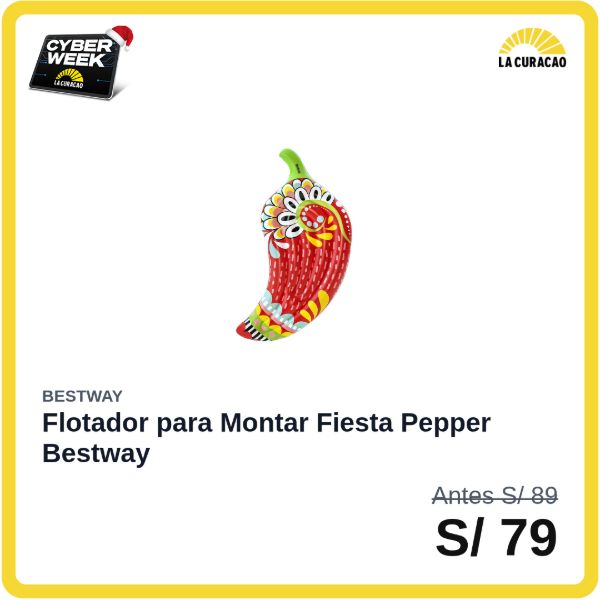 CYBER
WEEK
LA CURACAO
LA CURACAO
BESTWAY
Flotador para Montar Fiesta Pepper
Bestway
Antes S/ 89
S/ 79